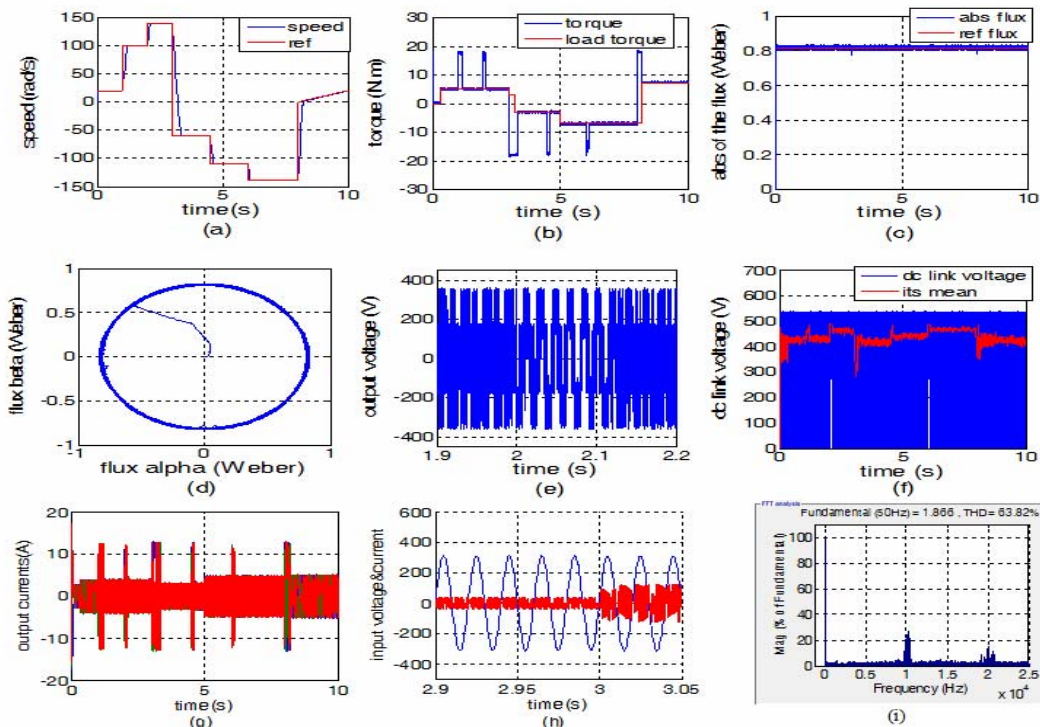 speed
ref
150
100
50
0
-50
-100
-150
0
5
10
speed(rad/s)
time(s)
(a)
torque
load torque
30
20
10
0
-10
-20
-30
0
5
10
torque (N.m)
time (s)
(b)
abs flux
ref flux
1
0.8
0.6
0.4
0.2
0
0
5
10
abs of the flux (Weber)
time (s)
(c)
1
0.5
0
-0.5
-1
-1
0
1
flux beta (Weber)
flux alpha (Weber)
(d)
400
200
0
-200
-400
1.9
2
2.1
2.2
output voltage (V)
time (s)
(e)
dc link voltage
its mean
700
600
500
400
300
200
100
0
0
5
10
dc link voltage (V)
time (s)
(f)
20
10
0
-10
-20
0
5
10
output currents(A)
time(s)
(g)
600
400
200
0
-200
-400
-500
2.9
2.95
3
3.05
input voltage&current
time(s)
(h)
FFT analysis
Fundamental (50Hz) = 1.866 , THD= 63.82%
100
80
60
40
20
0
0
0.5
1
1.5
2
2.5
Mag (% of Fundamental)
Frequency (Hz)
x 10⁴
(i)